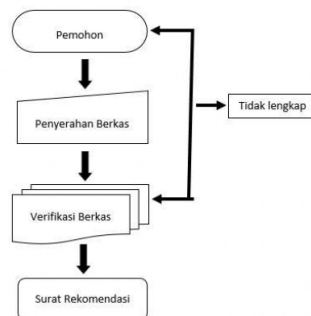 Pemohon
Penyerahan Berkas
Tidak lengkap
Verifikasi Berkas
Surat Rekomendasi